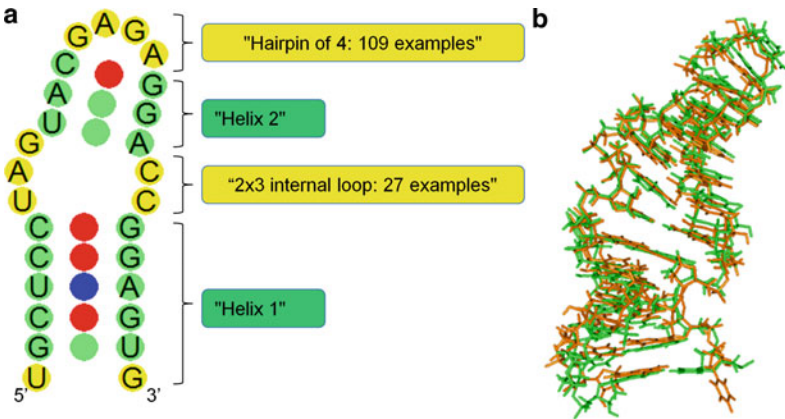 a
b
G A G A
"Hairpin of 4: 109 examples"
C G
A G
"Helix 2"
U A
G
A C
“2x3 internal loop: 27 examples"
U C
C G
C G
U A
"Helix 1"
C G
G U
U G
5’ 3’